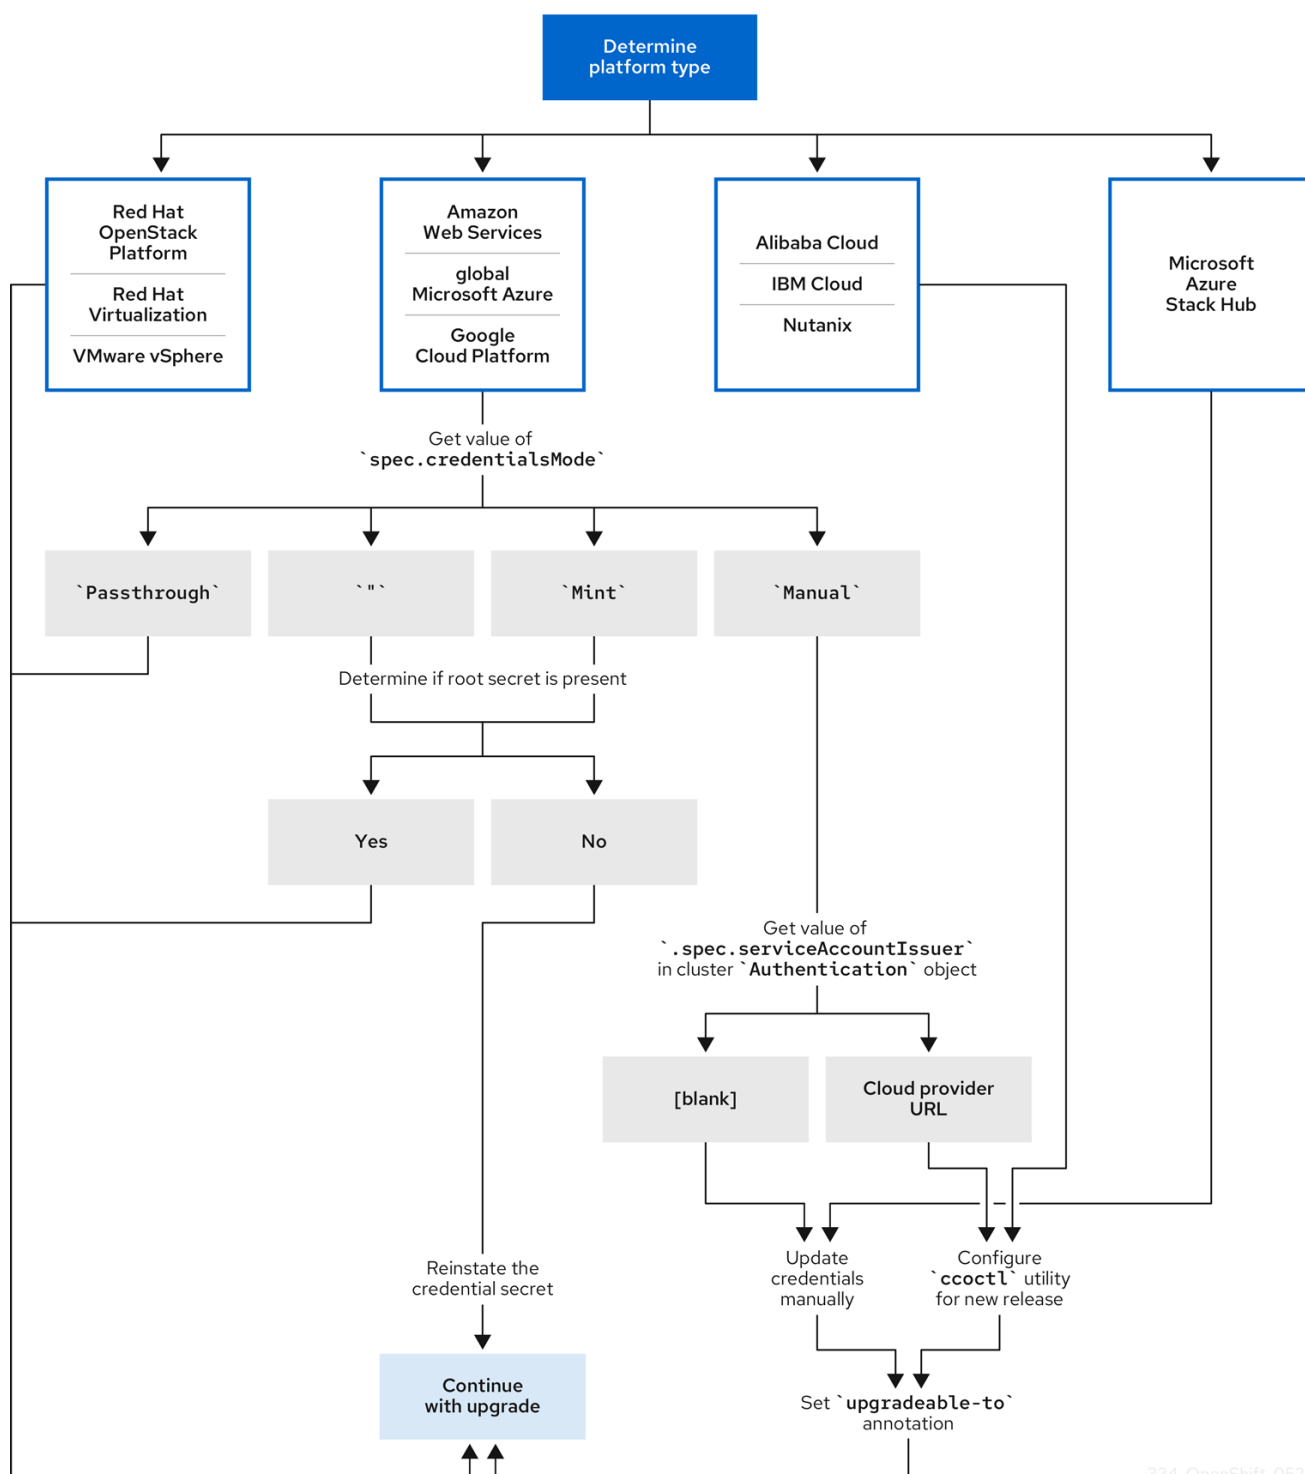 Determine
platform type
Red Hat
OpenStack
Platform
Red Hat
Virtualization
VMware vSphere
Amazon
Web Services
global
Microsoft Azure
Google
Cloud Platform
Alibaba Cloud
IBM Cloud
Nutanix
Microsoft
Azure
Stack Hub
Get value of
`spec.credentialsMode`
`Passthrough`
`"`
`Mint`
`Manual`
Determine if root secret is present
Yes
No
Get value of
`.spec.serviceAccountIssuer`
in cluster `Authentication` object
[blank]
Cloud provider
URL
Reinstate the
credential secret
Update
credentials
manually
Configure
`ccoctl` utility
for new release
Continue
with upgrade
Set `upgradeable-to`
annotation